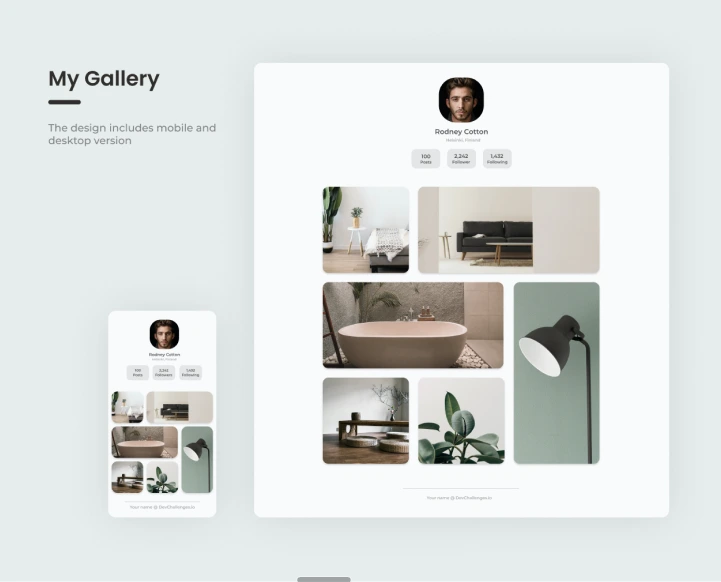 My Gallery
The design includes mobile and
desktop version
Rodney Cotton
Helsinki, Finland
100
Posts
2,242
Follower
1,432
Following
Your name @ DevChallenges.io
Rodney Cotton
Helsinki, Finland
100
Posts
2,242
Followers
1,432
Following
Your name @ DevChallenges.io